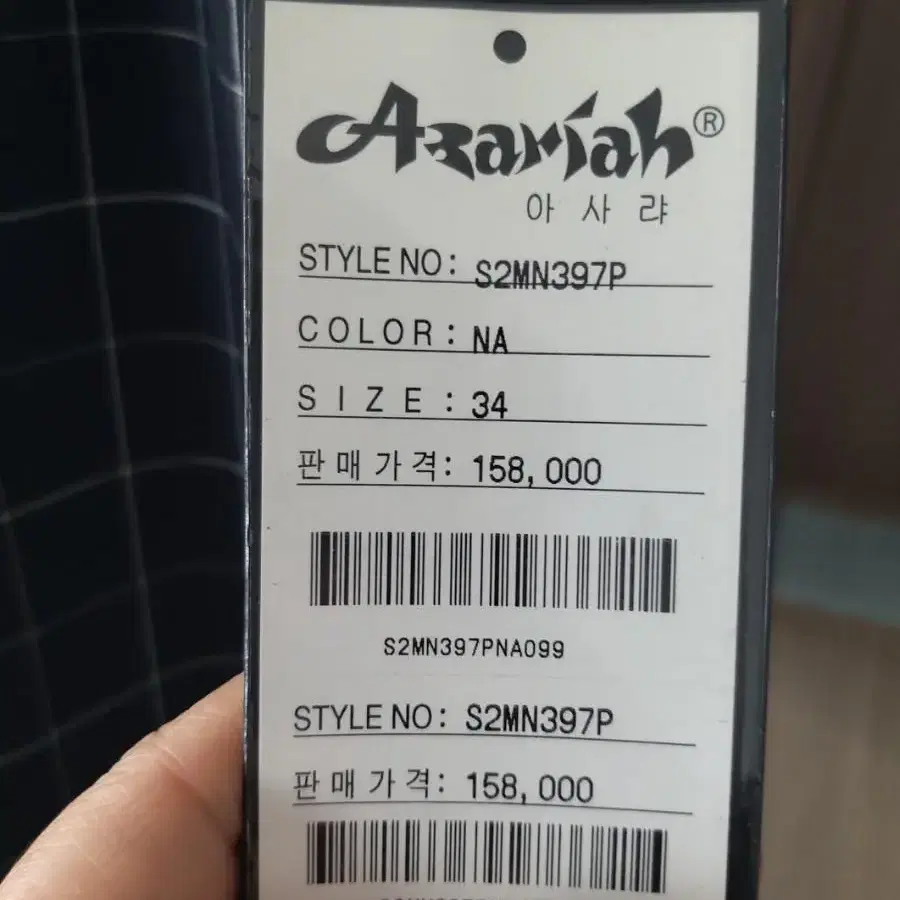 Azariah®
아사랴
STYLE NO: S2MN397P
COLOR: NA
SIZE: 34
판매가격: 158,000
S2MN397PNA099
STYLE NO: S2MN397P
판매가격: 158,000